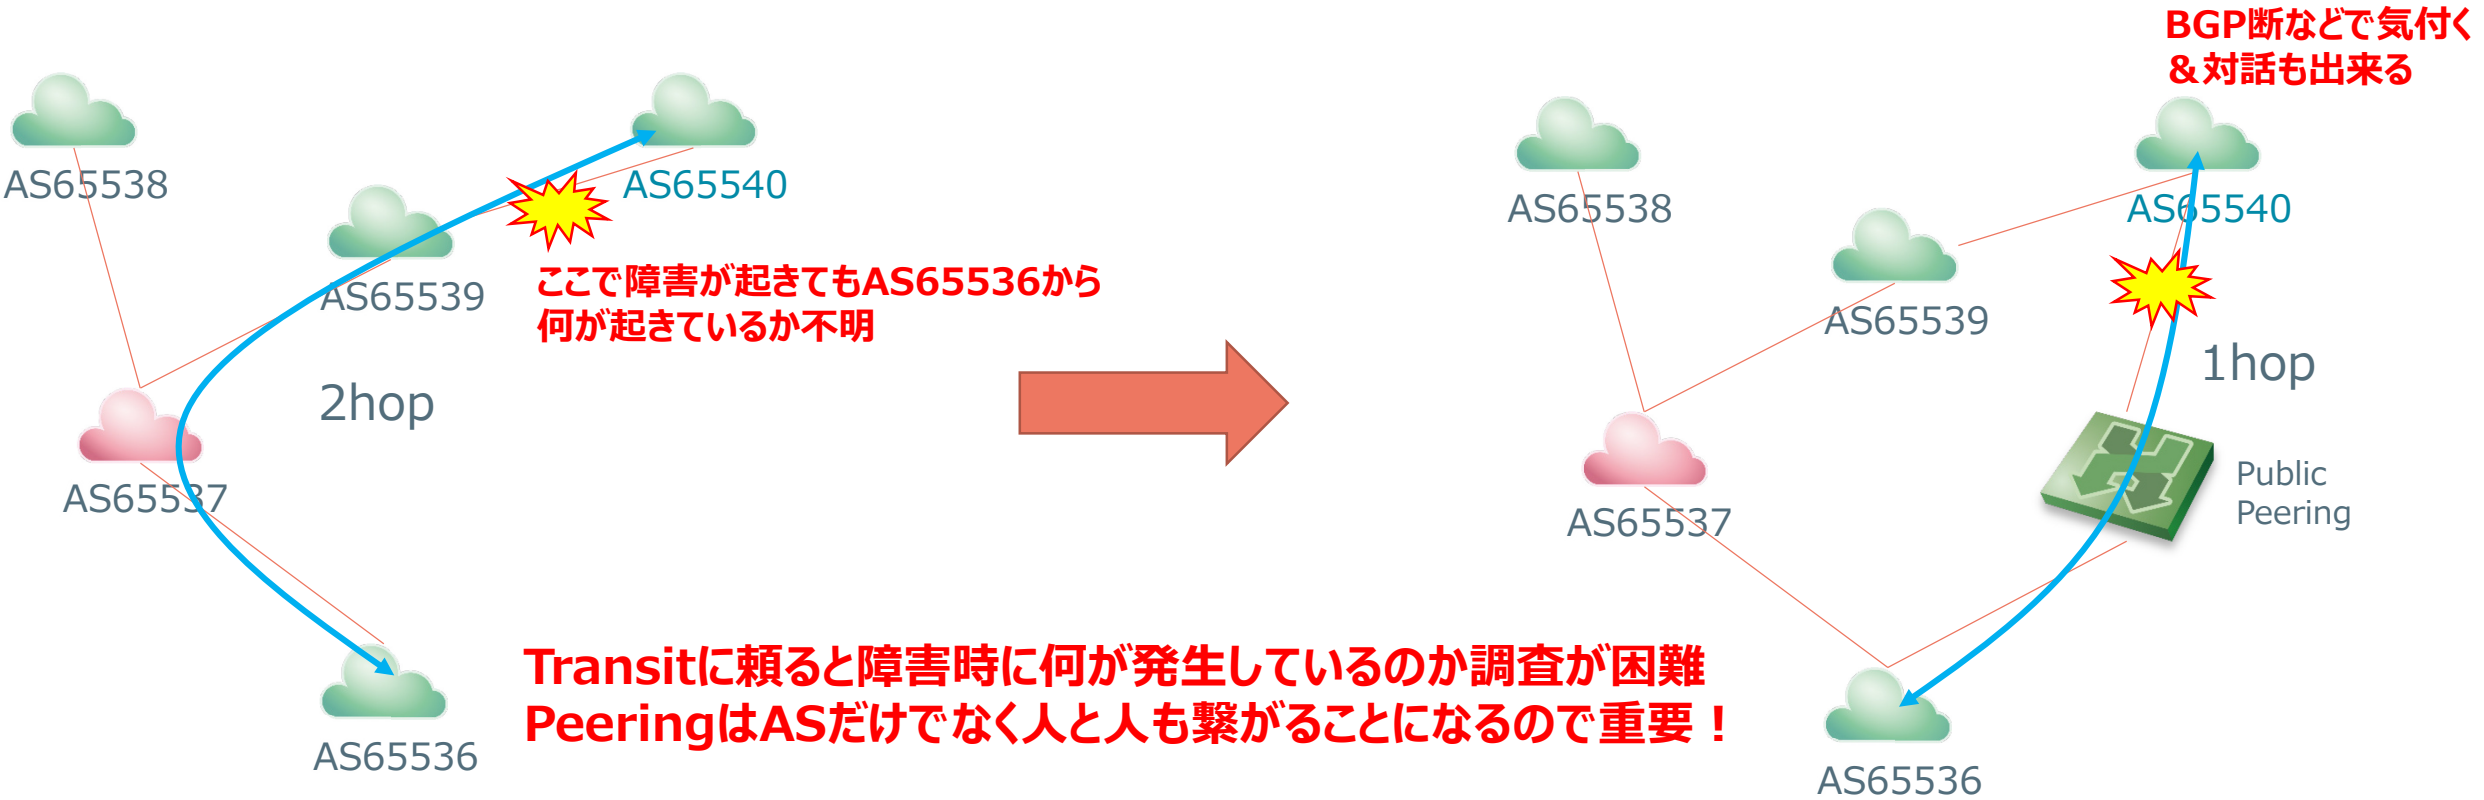 AS65538
AS65540
AS65539
ここで障害が起きてもAS65536から
何が起きているか不明
2hop
AS65537
AS65536
BGP断などで気付く
＆対話も出来る
AS65538
AS65540
AS65539
1hop
Public
Peering
AS65537
AS65536
Transitに頼ると障害時に何が発生しているのか調査が困難
PeeringはASだけでなく人と人も繋がることになるので重要！